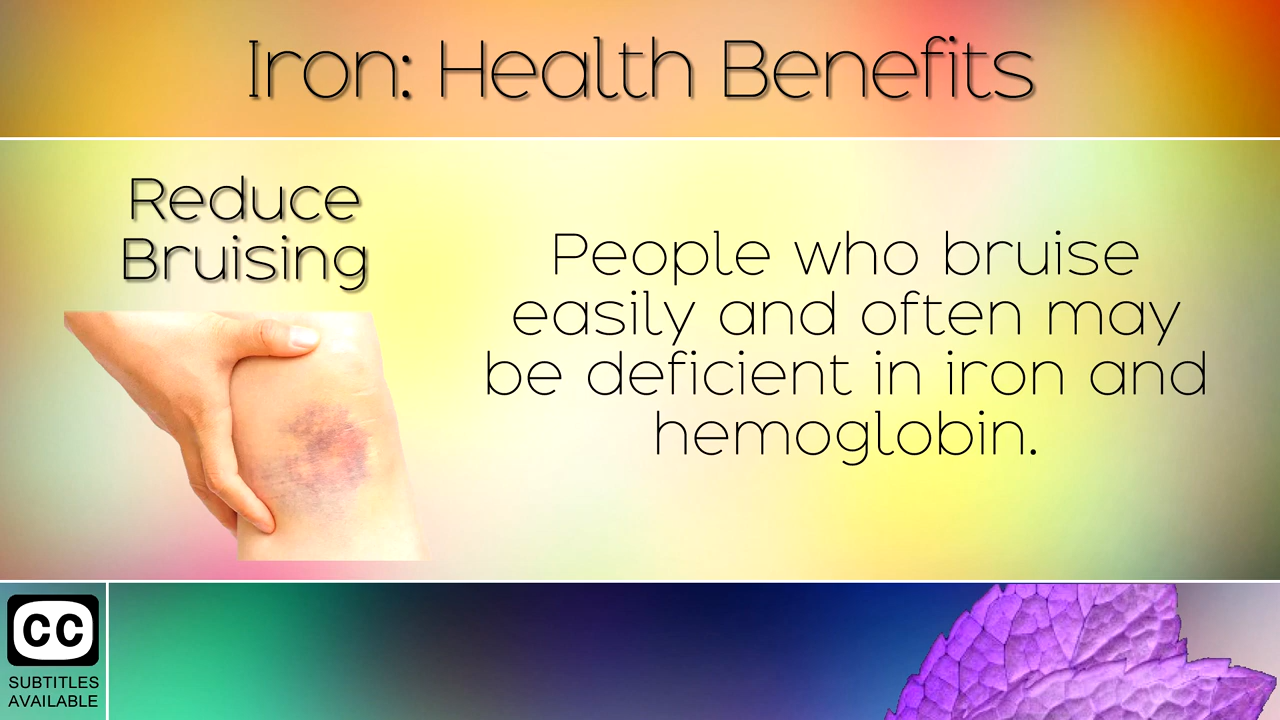 Iron: Health Benefits
Reduce
Bruising
People who bruise
easily and often may
be deficient in iron and
hemoglobin.
CC
SUBTITLES
AVAILABLE